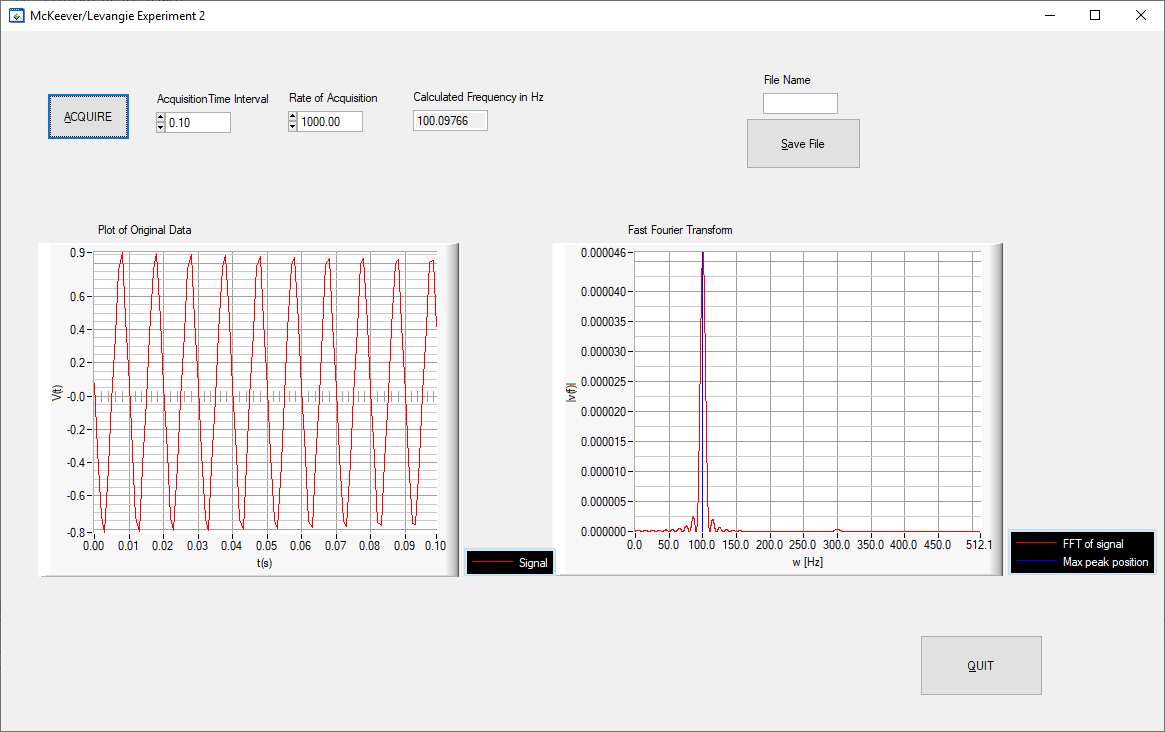 McKeever/Levangie Experiment 2
File Name
AcquisitionTime Interval
Rate of Acquisition
Calculated Frequency in Hz
ACQUIRE
0.10
1000.00
100.09766
Save File
Plot of Original Data
0.9
0.6
0.4
0.2
-0.0
-0.2
-0.4
-0.6
-0.8
V(t)
0.00 0.01 0.02 0.03 0.04 0.05 0.06 0.07 0.08 0.09 0.10
t(s)
Signal
Fast Fourier Transform
0.000046
0.000040
0.000035
0.000030
0.000025
0.000020
0.000015
0.000010
0.000005
0.000000
|v(f)|
0.0 50.0 100.0 150.0 200.0 250.0 300.0 350.0 400.0 450.0 512.1
w [Hz]
FFT of signal
Max peak position
QUIT